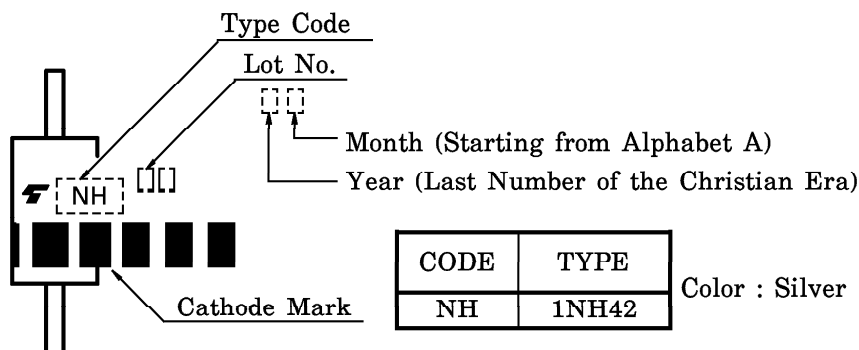 Type Code
Lot No.
Month (Starting from Alphabet A)
Year (Last Number of the Christian Era)
NH
CODE TYPE
NH 1NH42
Color : Silver
Cathode Mark